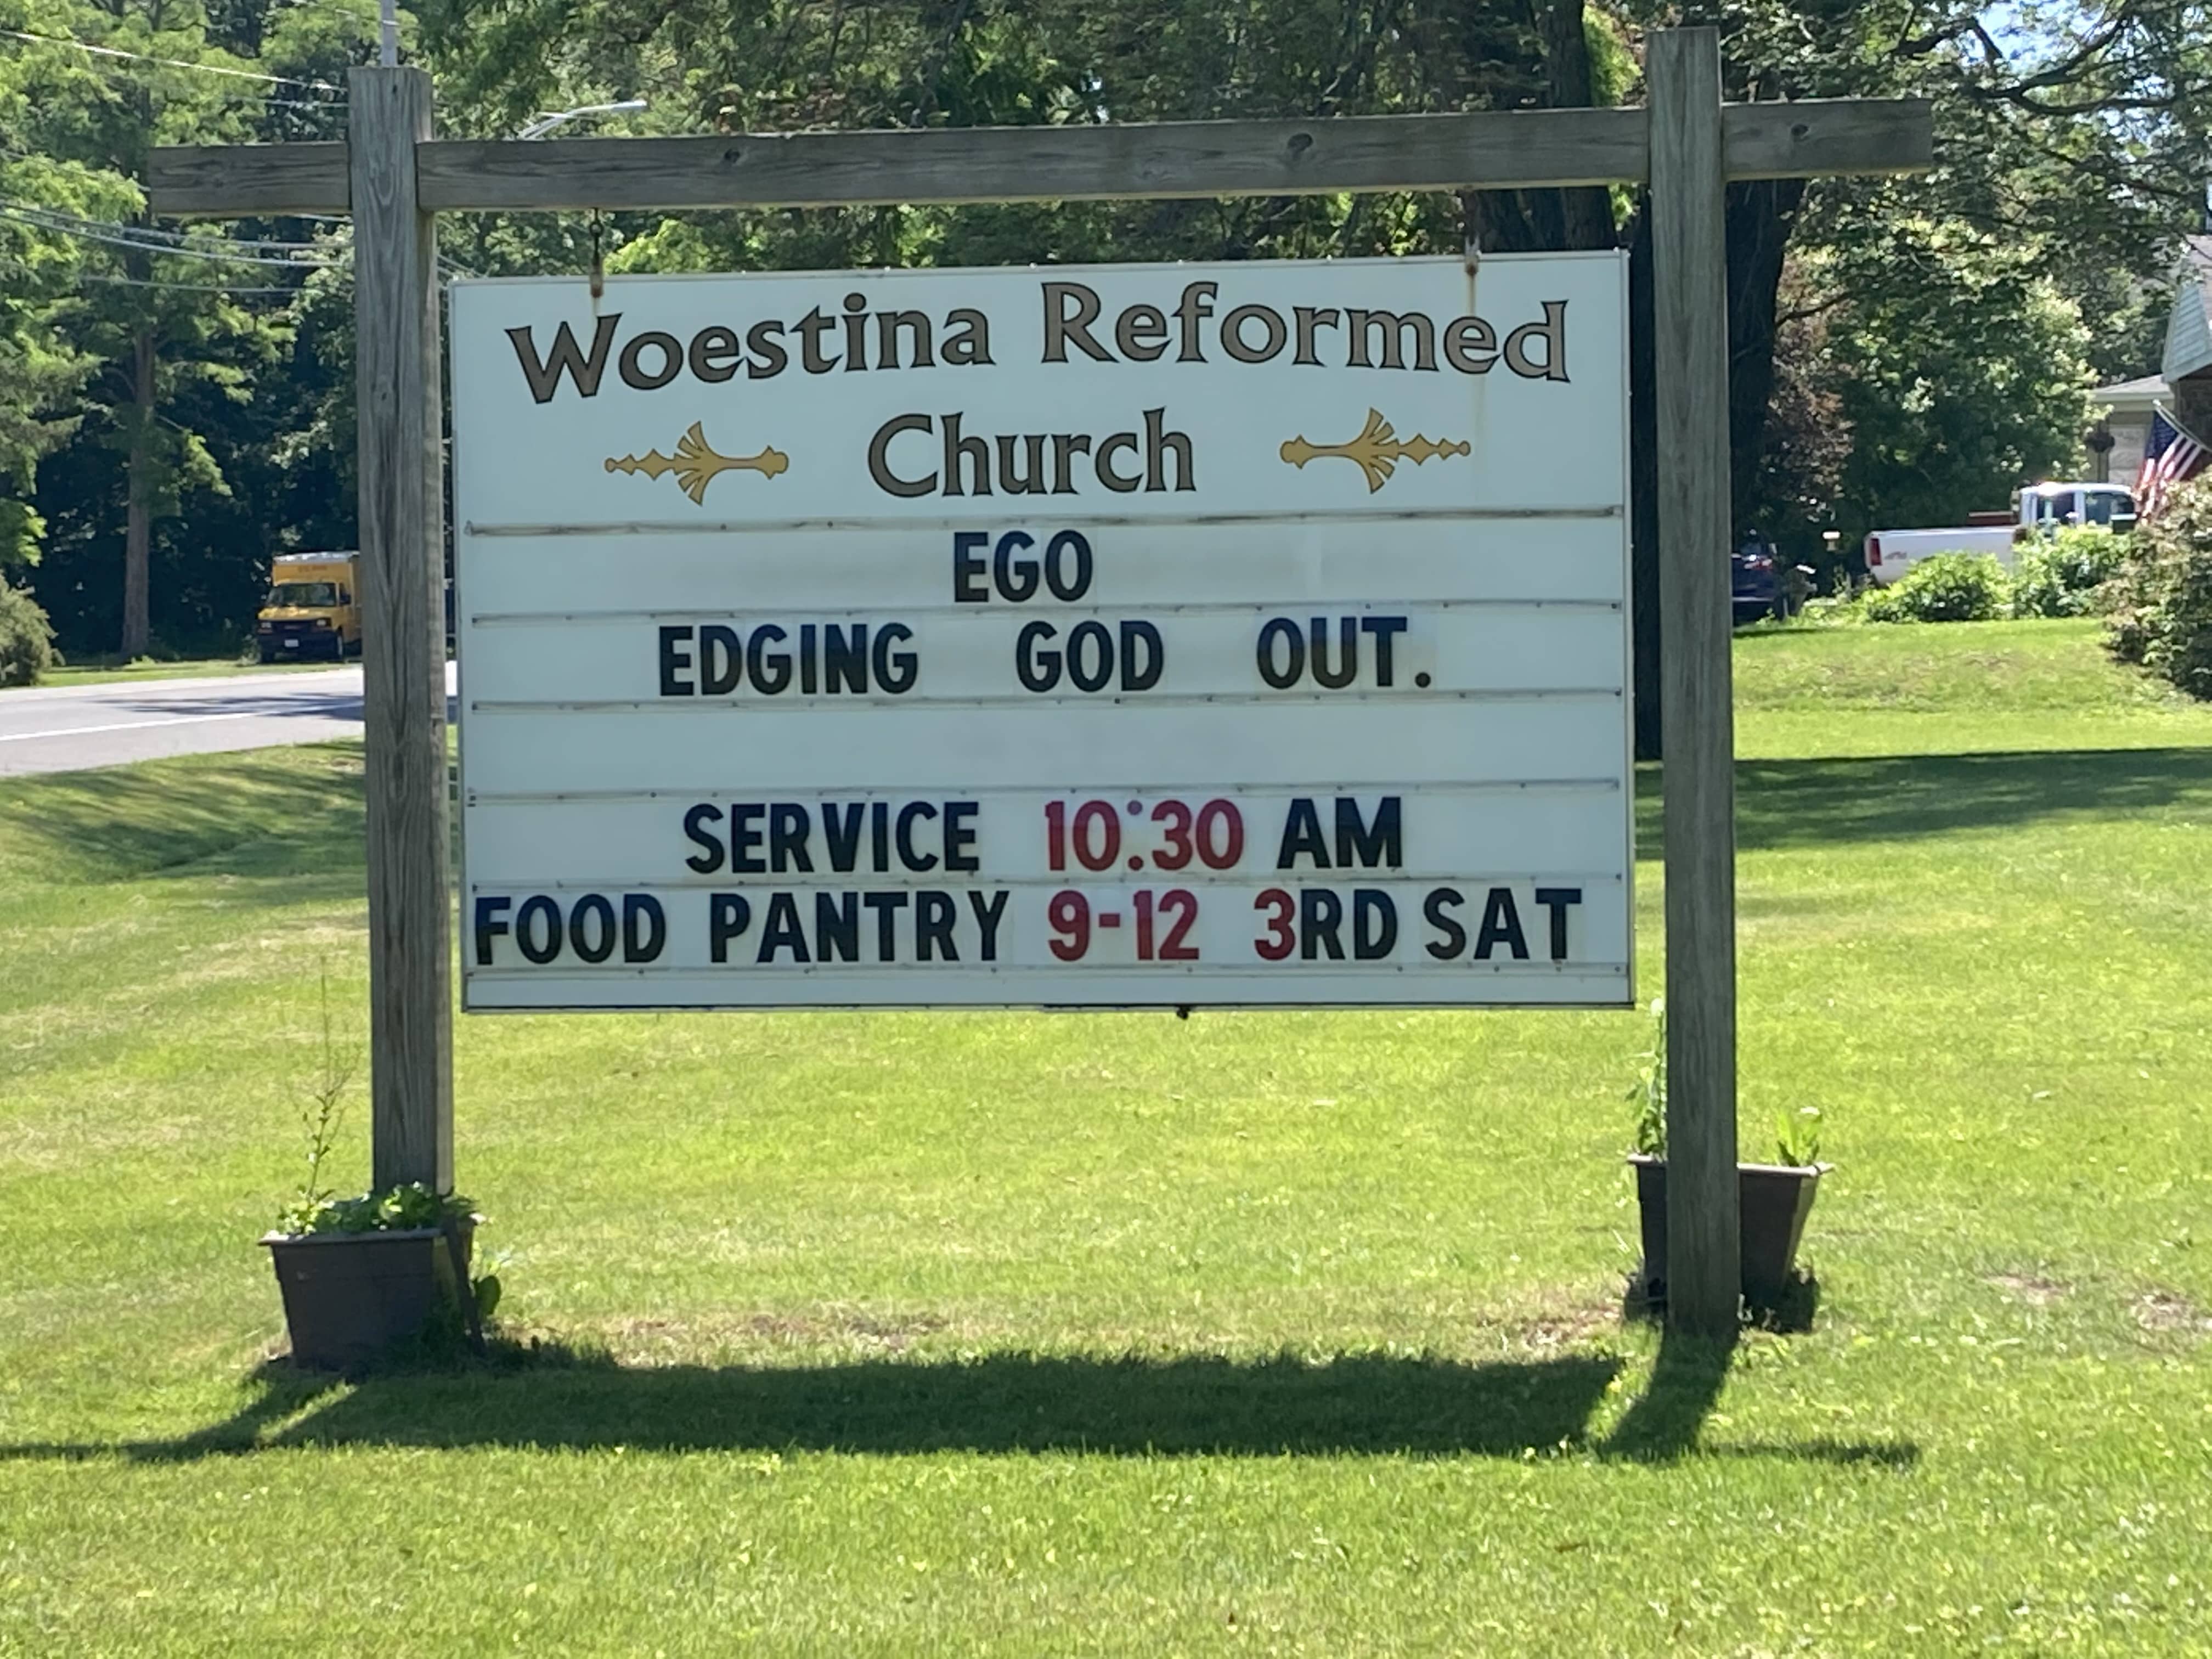 Woestina Reformed
Church
EGO
EDGING GOD OUT.
SERVICE 10:30 AM
FOOD PANTRY 9-12 3RD SAT